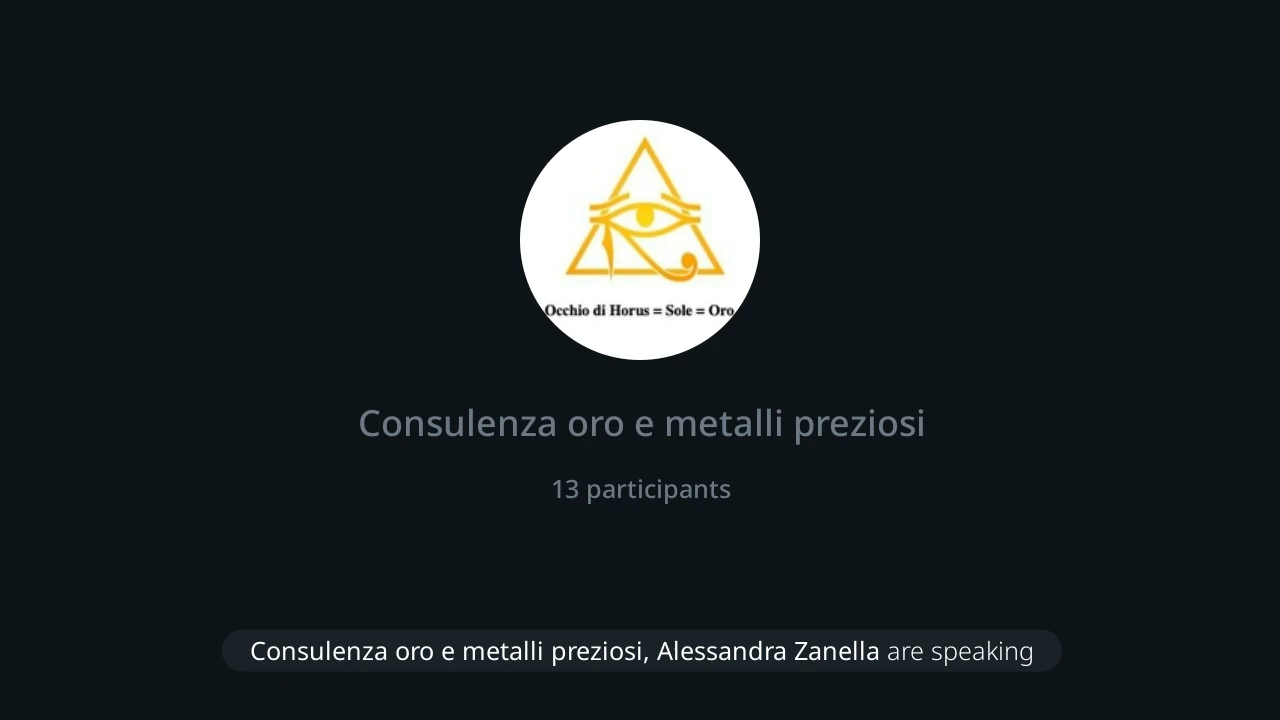 Occhio di Horus = Sole = Oro
Consulenza oro e metalli preziosi
13 participants
Consulenza oro e metalli preziosi, Alessandra Zanella are speaking